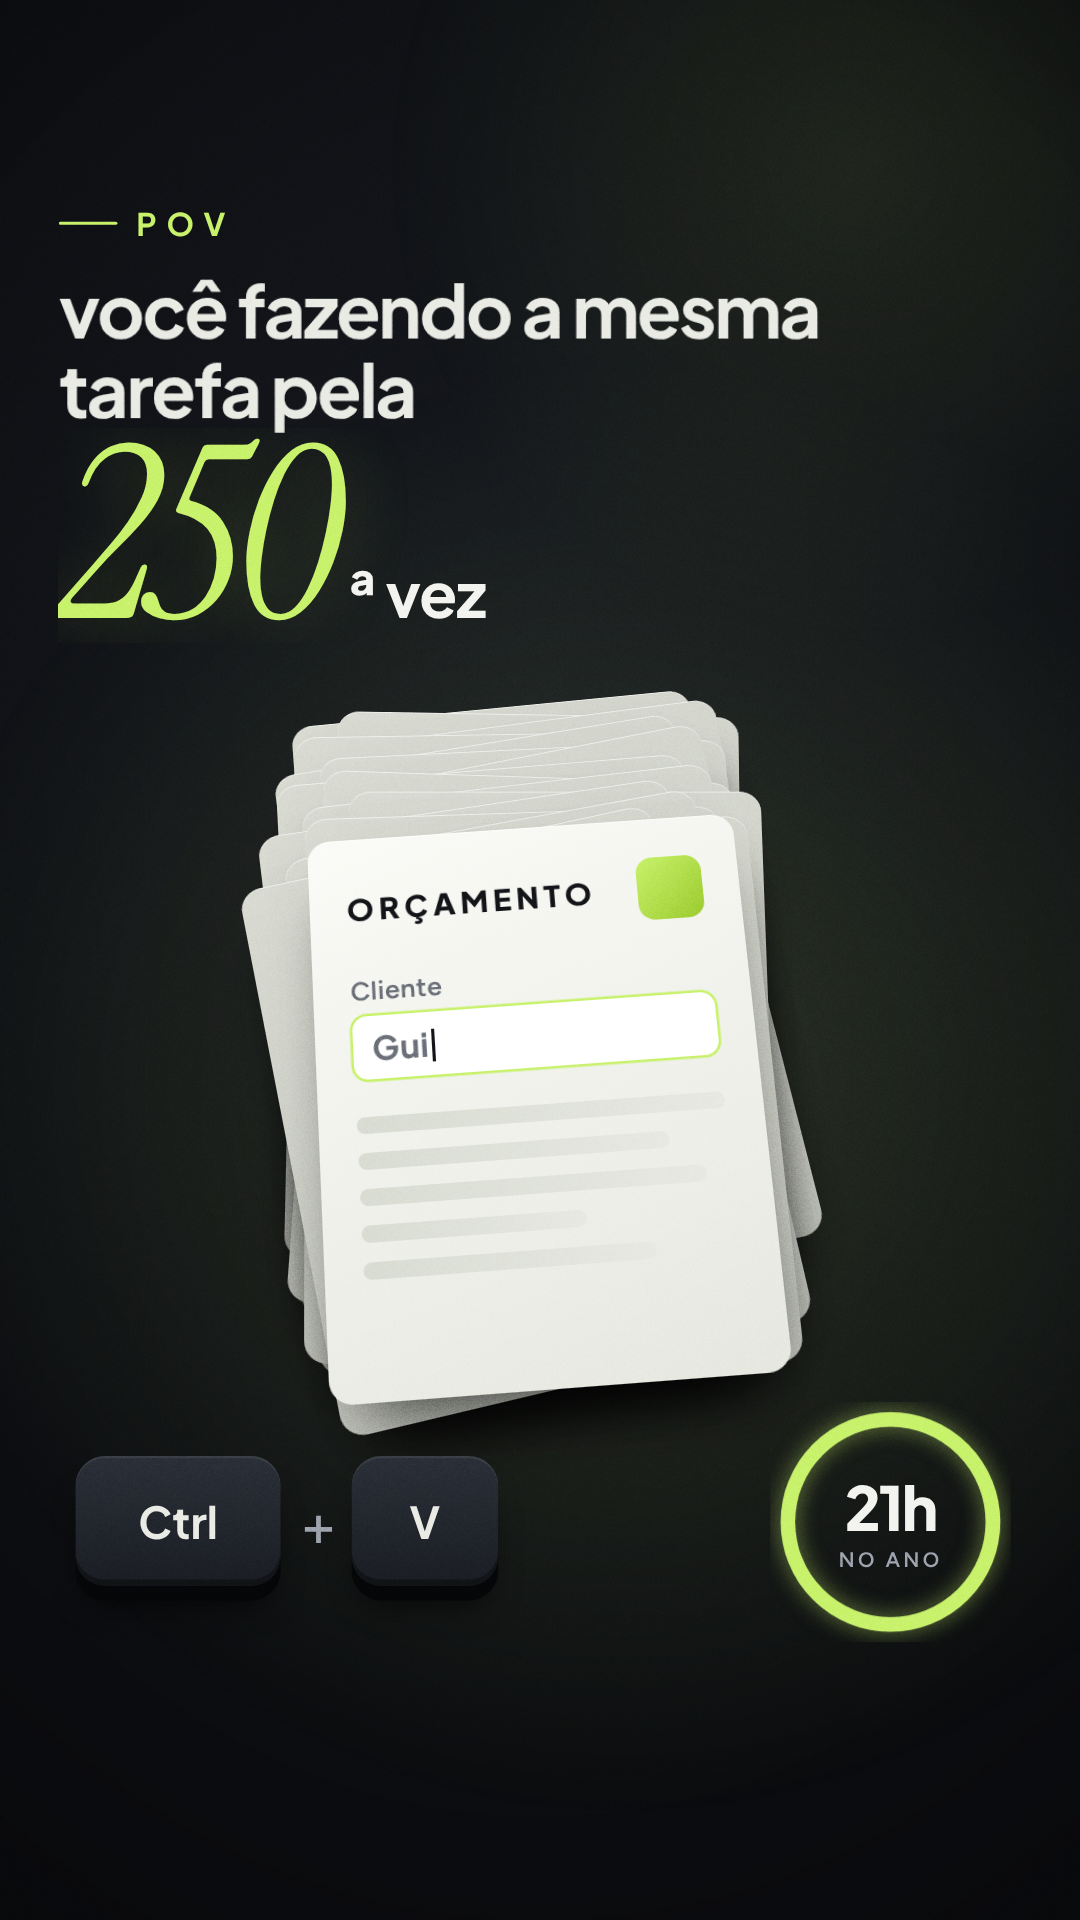 POV
você fazendo a mesma
tarefa pela
250ª vez
ORÇAMENTO
Cliente
Gui
Ctrl + V
21h
NO ANO